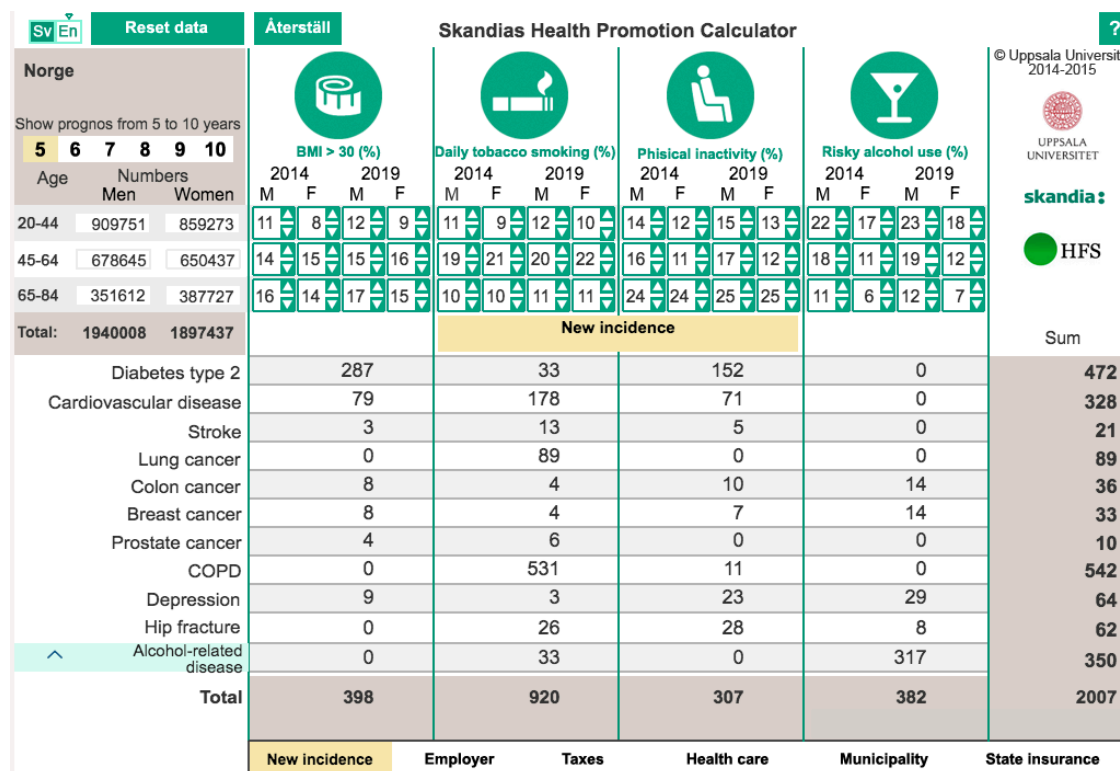 Sv En Reset data Återställ Skandias Health Promotion Calculator ?
© Uppsala Universit
2014-2015
Norge
Show prognos from 5 to 10 years
5 6 7 8 9 10
Age Numbers
Men Women
BMI > 30 (%) Daily tobacco smoking (%) Phisical inactivity (%) Risky alcohol use (%)
2014 2019 2014 2019 2014 2019 2014 2019
M F M F M F M F M F M F M F M F
UPPSALA
UNIVERSITET
skandia:
HFS
20-44 909751 859273 11 8 12 9 11 9 12 10 14 12 15 13 22 17 23 18
45-64 678645 650437 14 15 15 16 19 21 20 22 16 11 17 12 18 11 19 12
65-84 351612 387727 16 14 17 15 10 10 11 11 24 24 25 25 11 6 12 7
Total: 1940008 1897437 New incidence Sum
Diabetes type 2 287 33 152 0 472
Cardiovascular disease 79 178 71 0 328
Stroke 3 13 5 0 21
Lung cancer 0 89 0 0 89
Colon cancer 8 4 10 14 36
Breast cancer 8 4 7 14 33
Prostate cancer 4 6 0 0 10
COPD 0 531 11 0 542
Depression 9 3 23 29 64
Hip fracture 0 26 28 8 62
Alcohol-related
disease 0 33 0 317 350
Total 398 920 307 382 2007
New incidence Employer Taxes Health care Municipality State insurance